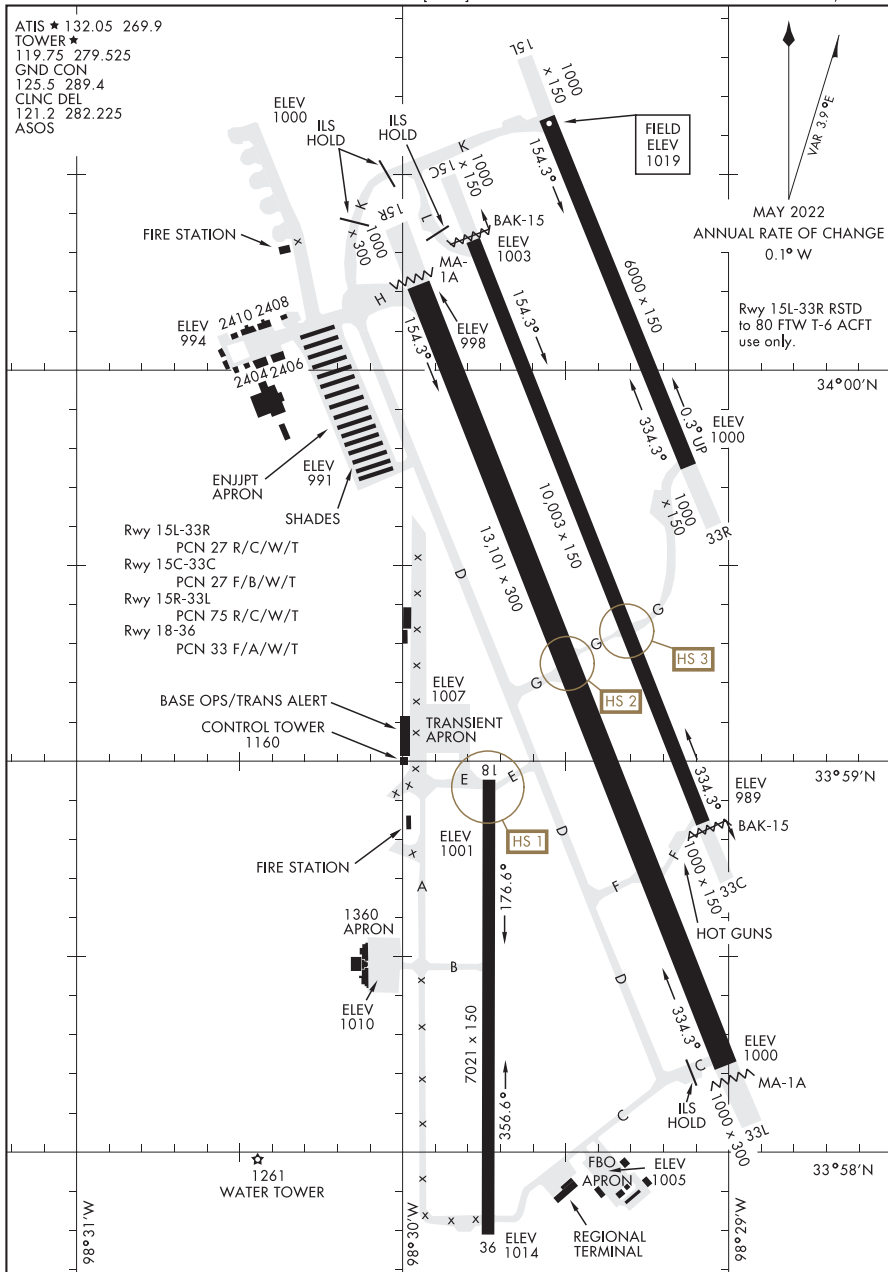 ATIS ★ 132.05 269.9
TOWER ★
119.75 279.525
GND CON
125.5 289.4
CLNC DEL
121.2 282.225
ASOS
15L
1000
x 150
ELEV
1000
ILS
HOLD
ILS
HOLD
K
15C
1000
x 150
FIELD
ELEV
1019
VAR 3.9°E
MAY 2022
ANNUAL RATE OF CHANGE
0.1° W
154.3°
K
15R
1000
x 300
L
BAK-15
ELEV
1003
FIRE STATION
x
MA-
1A
H
6000 x 150
Rwy 15L-33R RSTD
to 80 FTW T-6 ACFT
use only.
ELEV
994
2410 2408
2404 2406
154.3°
ELEV
998
154.3°
34°00'N
334.3°
0.3° UP
ELEV
1000
ENJJPT
APRON
ELEV
991
SHADES
1000
x 150
33R
Rwy 15L-33R
PCN 27 R/C/W/T
Rwy 15C-33C
PCN 27 F/B/W/T
Rwy 15R-33L
PCN 75 R/C/W/T
Rwy 18-36
PCN 33 F/A/W/T
10,003 x 150
13,101 x 300
x
D
x
x
G
G
G
HS 3
HS 2
x
ELEV
1007
BASE OPS/TRANS ALERT
TRANSIENT
APRON
x
CONTROL TOWER
1160
33°59'N
x
x
x
E
18
E
HS 1
334.3°
ELEV
989
BAK-15
D
ELEV
1001
FIRE STATION
x
F
1000 x 150
33C
HOT GUNS
A
176.6°
F
1360
APRON
B
ELEV
1010
x
D
x
7021 x 150
334.3°
ELEV
1000
C
MA-1A
x
356.6°
ILS
HOLD
x
C
1000 x 300
33L
33°58'N
1261
WATER TOWER
x
FBO
APRON
ELEV
1005
x
x
x
36
ELEV
1014
REGIONAL
TERMINAL
98°31'W
98°30'W
98°29'W